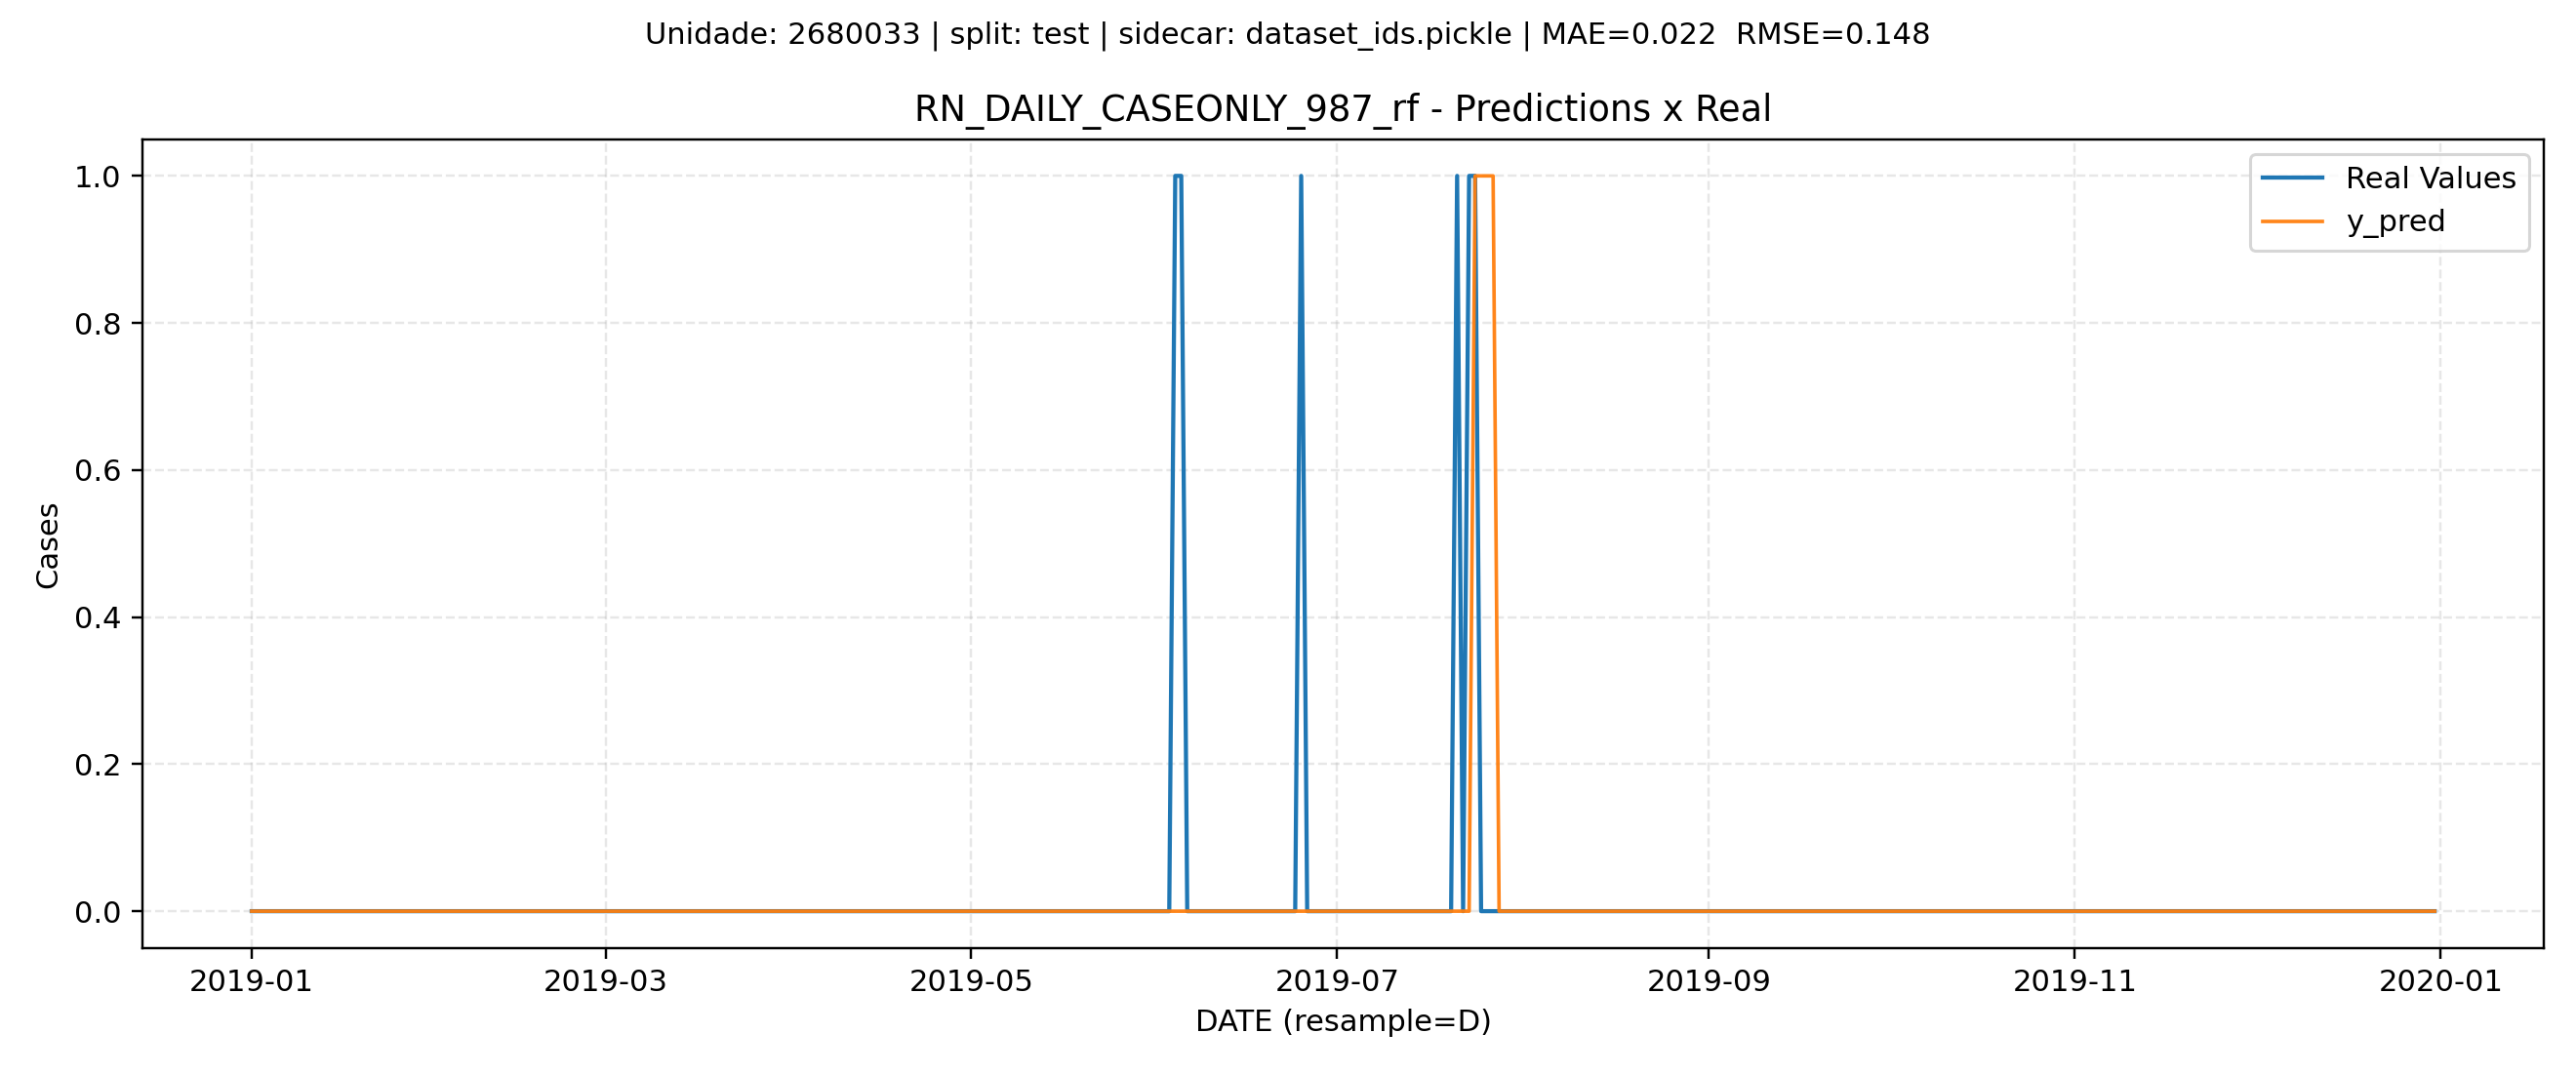 Unidade: 2680033 | split: test | sidecar: dataset_ids.pickle | MAE=0.022  RMSE=0.148
RN_DAILY_CASEONLY_987_rf - Predictions x Real
Real Values
y_pred
1.0
0.8
0.6
0.4
0.2
0.0
Cases
2019-01
2019-03
2019-05
2019-07
2019-09
2019-11
2020-01
DATE (resample=D)